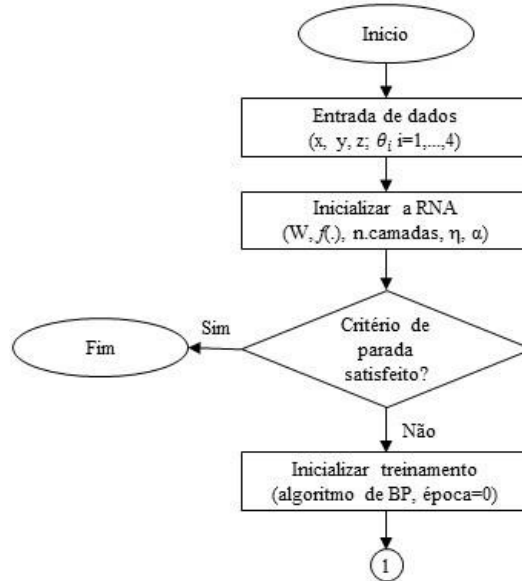 Inicio
Entrada de dados
(x, y, z; θᵢ i=1,...,4)
Inicializar a RNA
(W, f(.), n.camadas, η, α)
Critério de
parada
satisfeito?
Sim
Fim
Não
Inicializar treinamento
(algoritmo de BP, época=0)
1